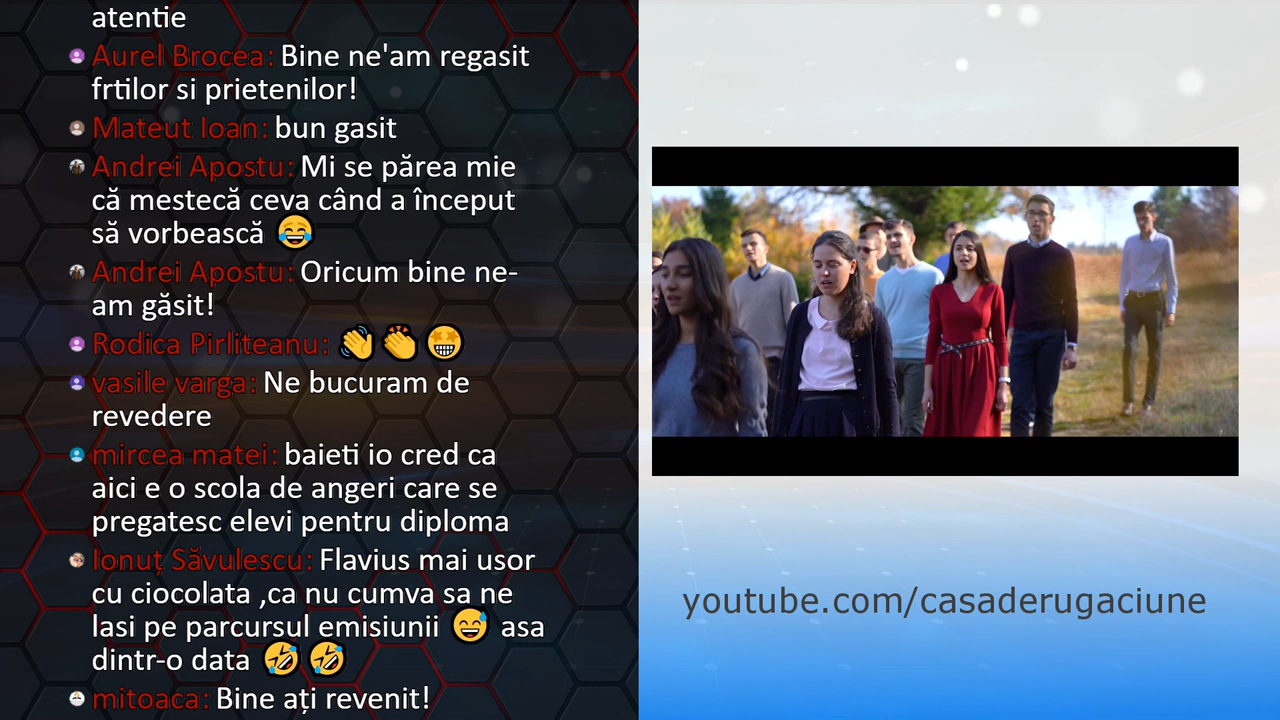 atentie
Aurel Brocea: Bine ne'am regasit
frtilor si prietenilor!
Mateut Ioan: bun gasit
Andrei Apostu: Mi se părea mie
că mestecă ceva când a început
să vorbească 😂
Andrei Apostu: Oricum bine ne-
am găsit!
Rodica Pirliteanu: 👋👏🤩
vasile varga: Ne bucuram de
revedere
mircea matei: baieti io cred ca
aici e o scola de angeri care se
pregatesc elevi pentru diploma
Ionuț Săvulescu: Flavius mai usor
cu ciocolata ,ca nu cumva sa ne
lasi pe parcursul emisiunii 😅 asa
dintr-o data 🤣🤣
mitoaca: Bine ați revenit!
youtube.com/casaderugaciune